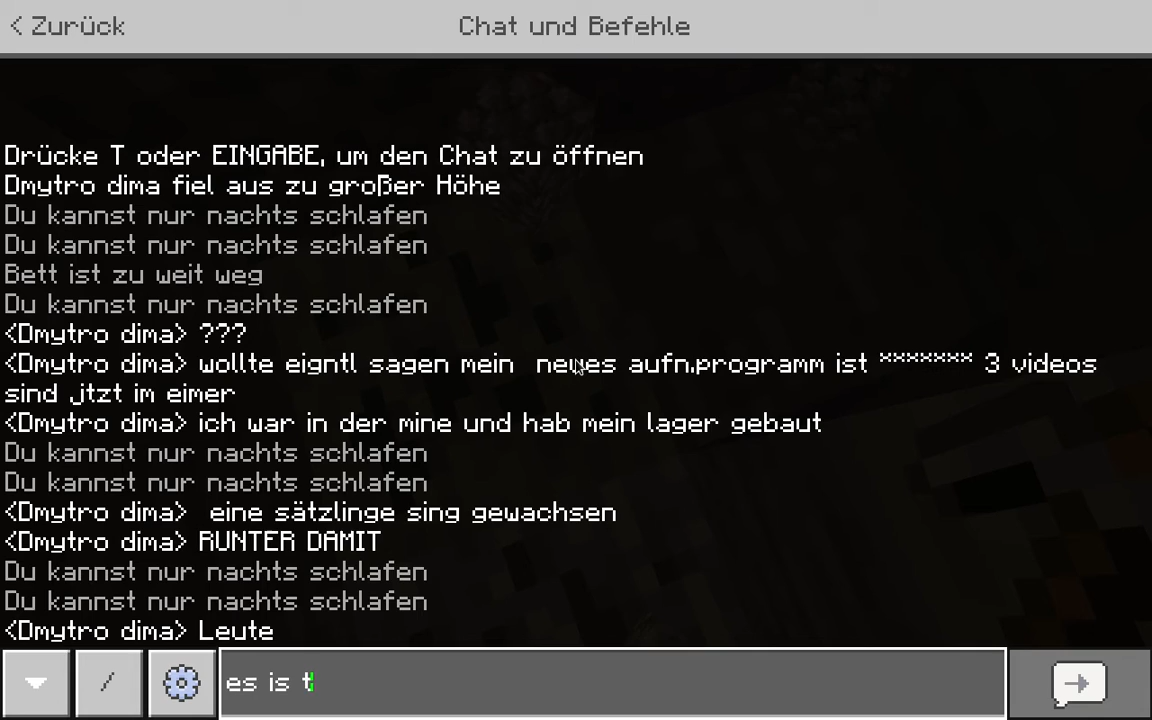 < Zurück
Chat und Befehle
Drücke T oder EINGABE, um den Chat zu öffnen
Dmytro dima fiel aus zu großer Höhe
Du kannst nur nachts schlafen
Du kannst nur nachts schlafen
Bett ist zu weit weg
Du kannst nur nachts schlafen
<Dmytro dima> ???
<Dmytro dima> wollte eigntl sagen mein  neues aufn.programm ist ******* 3 videos
sind jtzt im eimer
<Dmytro dima> ich war in der mine und hab mein lager gebaut
Du kannst nur nachts schlafen
Du kannst nur nachts schlafen
<Dmytro dima>  eine sätzlinge sing gewachsen
<Dmytro dima> RUNTER DAMIT
Du kannst nur nachts schlafen
Du kannst nur nachts schlafen
<Dmytro dima> Leute
/
es is t